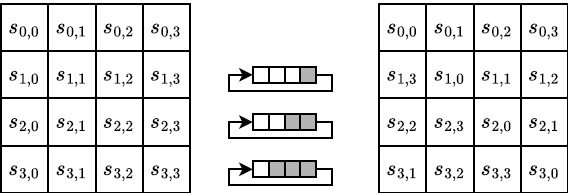 s0,0 s0,1 s0,2 s0,3 s0,0 s0,1 s0,2 s0,3
s1,0 s1,1 s1,2 s1,3 s1,3 s1,0 s1,1 s1,2
s2,0 s2,1 s2,2 s2,3 s2,2 s2,3 s2,0 s2,1
s3,0 s3,1 s3,2 s3,3 s3,1 s3,2 s3,3 s3,0